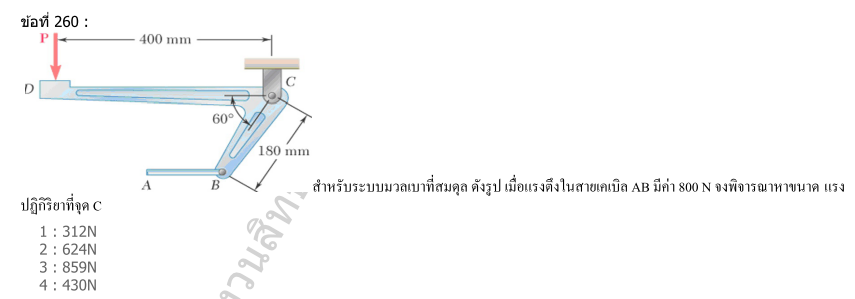 ข้อที่ 260 :
P
400 mm
D
C
60°
180 mm
A
B
สำหรับระบบมวลเบาที่สมดุล ดังรูป เมื่อแรงตึงในสายเคเบิล AB มีค่า 800 N จงพิจารณาหาขนาด แรง
ปฏิกิริยาที่จุด C
1 : 312N
2 : 624N
3 : 859N
4 : 430N
วนสิท